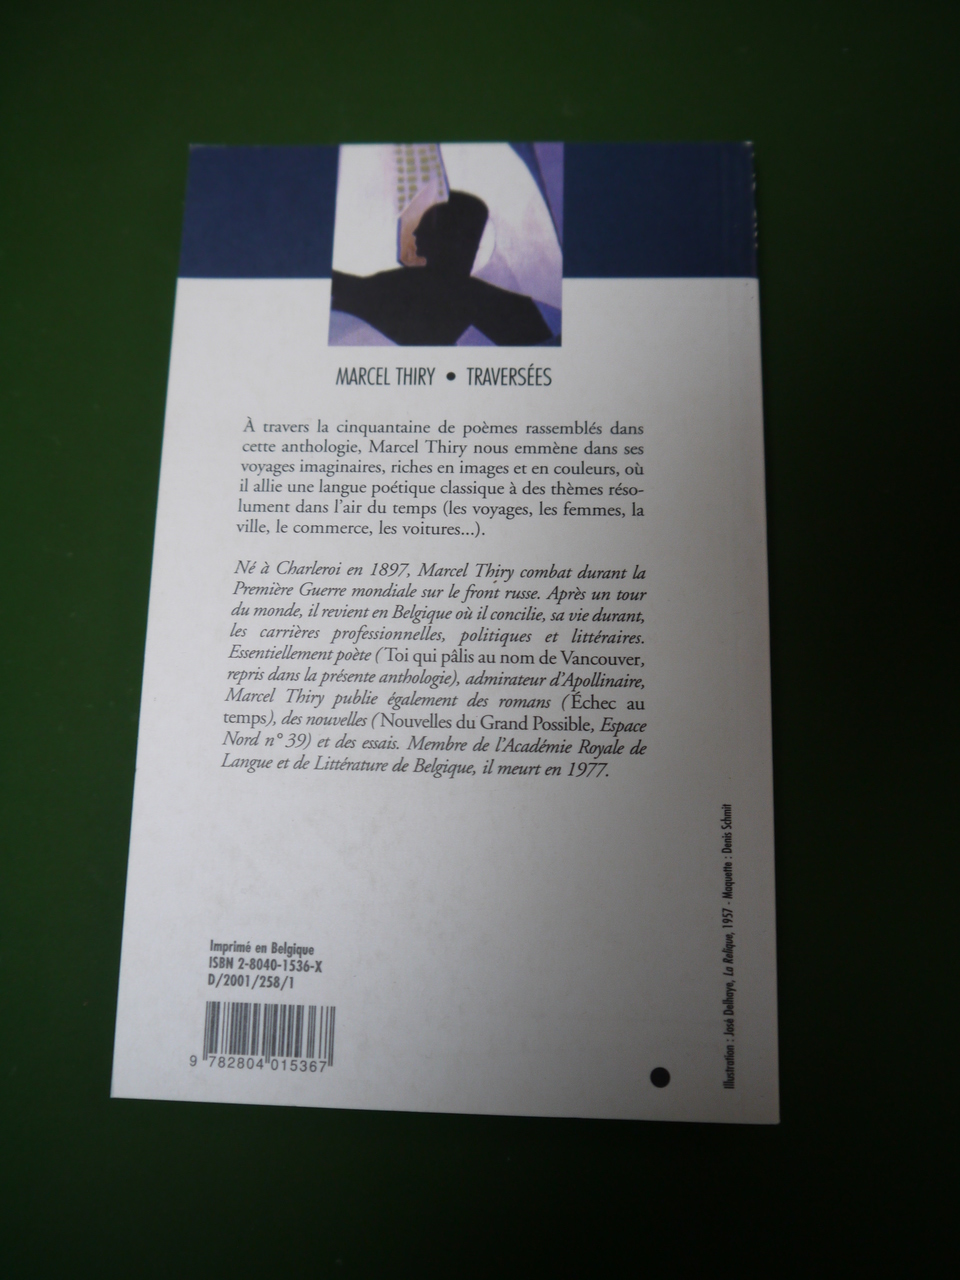 MARCEL THIRY • TRAVERSÉES
À travers la cinquantaine de poèmes rassemblés dans
cette anthologie, Marcel Thiry nous emmène dans ses
voyages imaginaires, riches en images et en couleurs, où
il allie une langue poétique classique à des thèmes réso-
lument dans l'air du temps (les voyages, les femmes, la
ville, le commerce, les voitures...).
Né à Charleroi en 1897, Marcel Thiry combat durant la
Première Guerre mondiale sur le front russe. Après un tour
du monde, il revient en Belgique où il concilie, sa vie durant,
les carrières professionnelles, politiques et littéraires.
Essentiellement poète (Toi qui pâlis au nom de Vancouver,
repris dans la présente anthologie), admirateur d'Apollinaire,
Marcel Thiry publie également des romans (Échec au
temps), des nouvelles (Nouvelles du Grand Possible, Espace
Nord n° 39) et des essais. Membre de l'Académie Royale de
Langue et de Littérature de Belgique, il meurt en 1977.
Imprimé en Belgique
ISBN 2-8040-1536-X
D/2001/258/1
9 782804 015367
Illustration : José Delhaye, La Relique, 1957 - Maquette : Denis Schmit